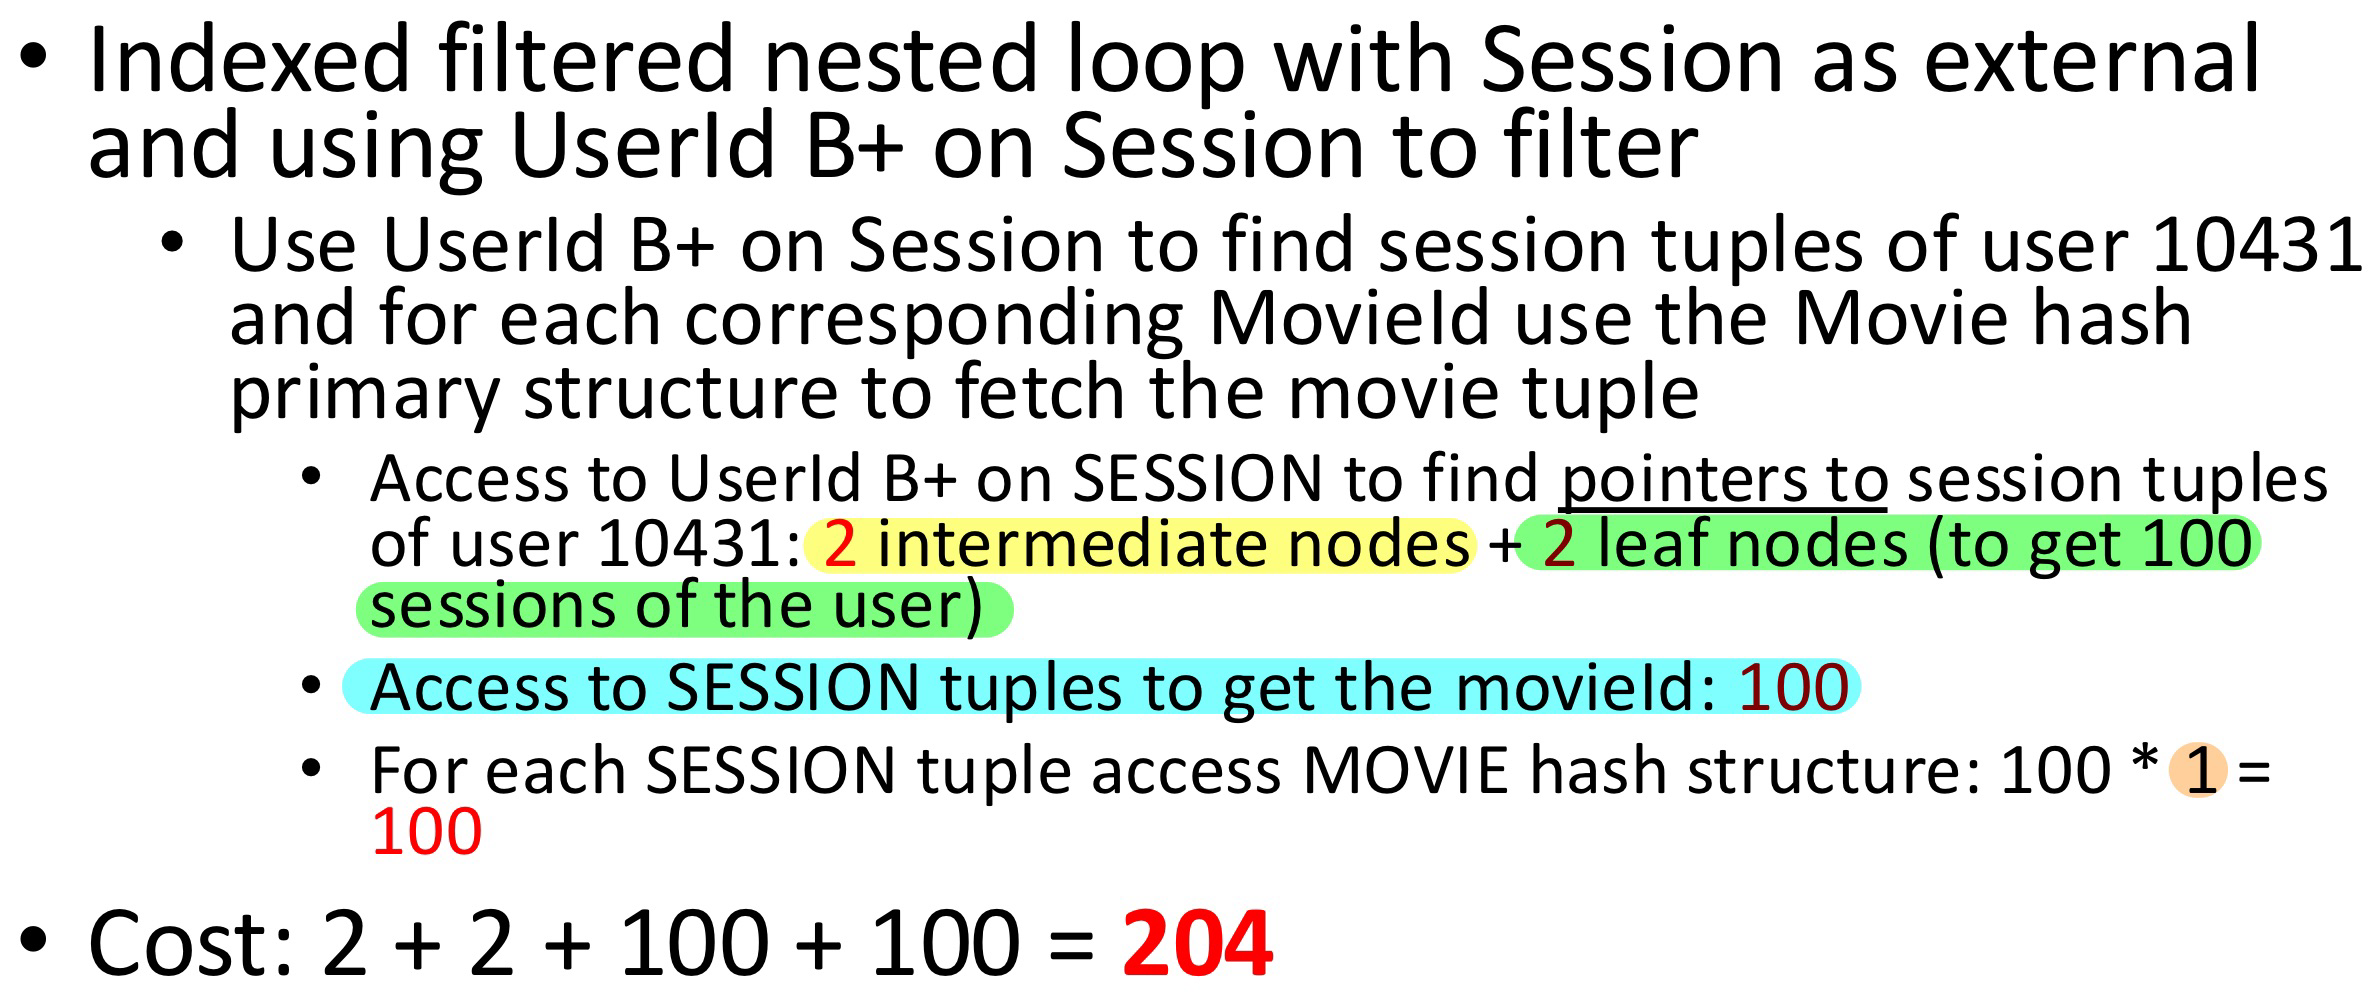 • Indexed filtered nested loop with Session as external
and using UserId B+ on Session to filter
• Use UserId B+ on Session to find session tuples of user 10431
and for each corresponding MovieId use the Movie hash
primary structure to fetch the movie tuple
• Access to UserId B+ on SESSION to find pointers to session tuples
of user 10431: 2 intermediate nodes + 2 leaf nodes (to get 100
sessions of the user)
• Access to SESSION tuples to get the movieId: 100
• For each SESSION tuple access MOVIE hash structure: 100 * 1 =
100
• Cost: 2 + 2 + 100 + 100 = 204